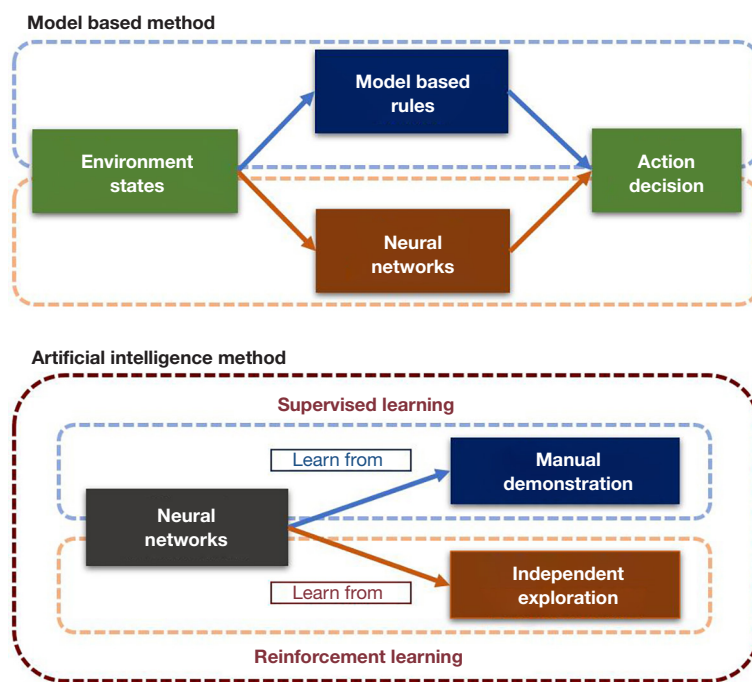 Model based method
Model based
rules
Environment
states
Action
decision
Neural
networks
Artificial intelligence method
Supervised learning
Learn from
Manual
demonstration
Neural
networks
Learn from
Independent
exploration
Reinforcement learning